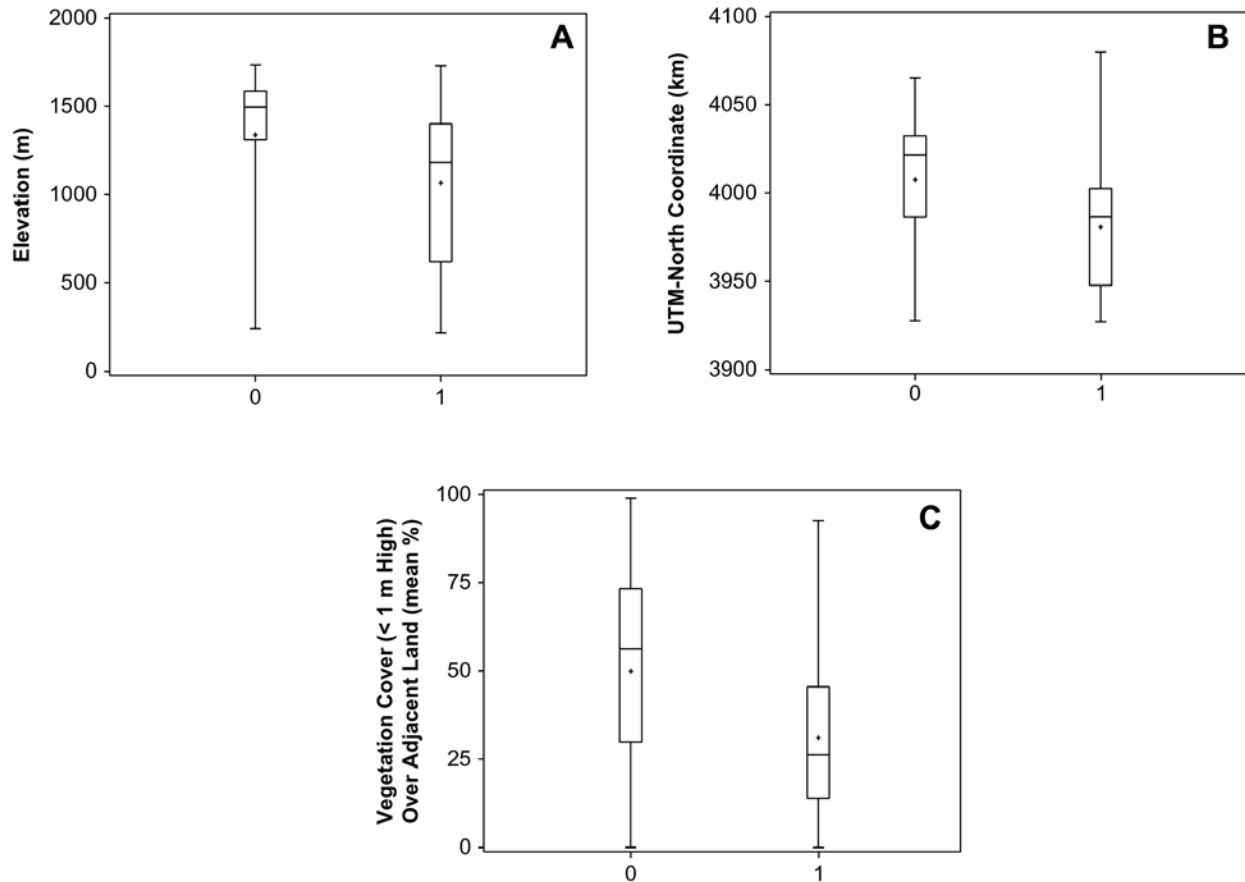 A
Elevation (m)
2000
1500
1000
500
0
0 1
B
UTM-North Coordinate (km)
4100
4050
4000
3950
3900
0 1
C
Vegetation Cover (< 1 m High)
Over Adjacent Land (mean %)
100
75
50
25
0
0 1